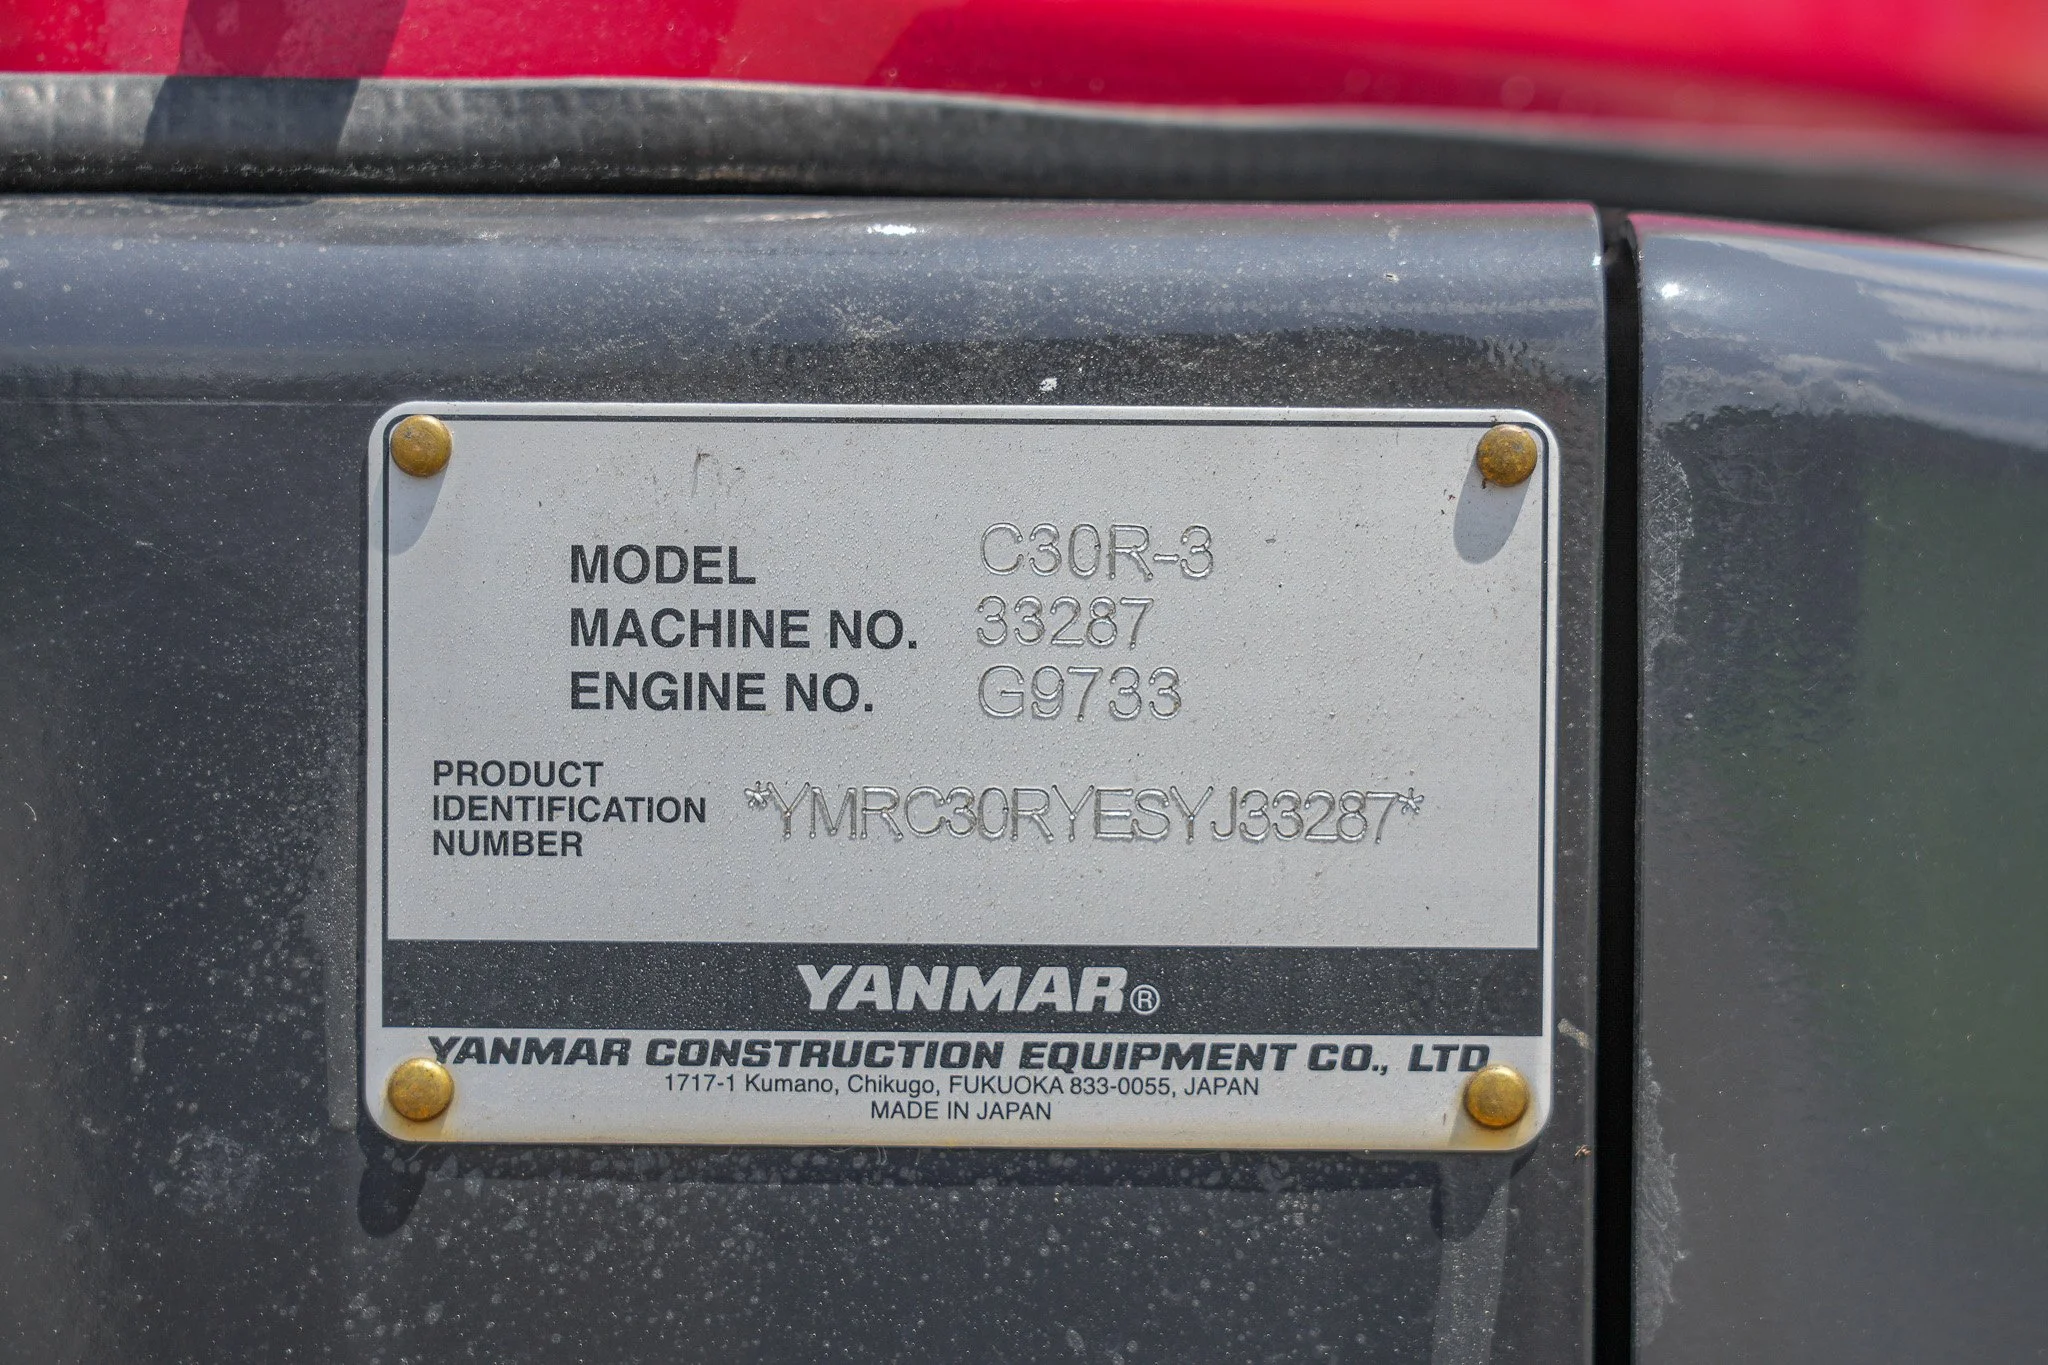 MODEL C30R-3
MACHINE NO. 33287
ENGINE NO. G9733
PRODUCT
IDENTIFICATION
NUMBER
*YMRC30RYESYJ33287*
YANMAR®
YANMAR CONSTRUCTION EQUIPMENT CO., LTD.
1717-1 Kumano, Chikugo, FUKUOKA 833-0055, JAPAN
MADE IN JAPAN